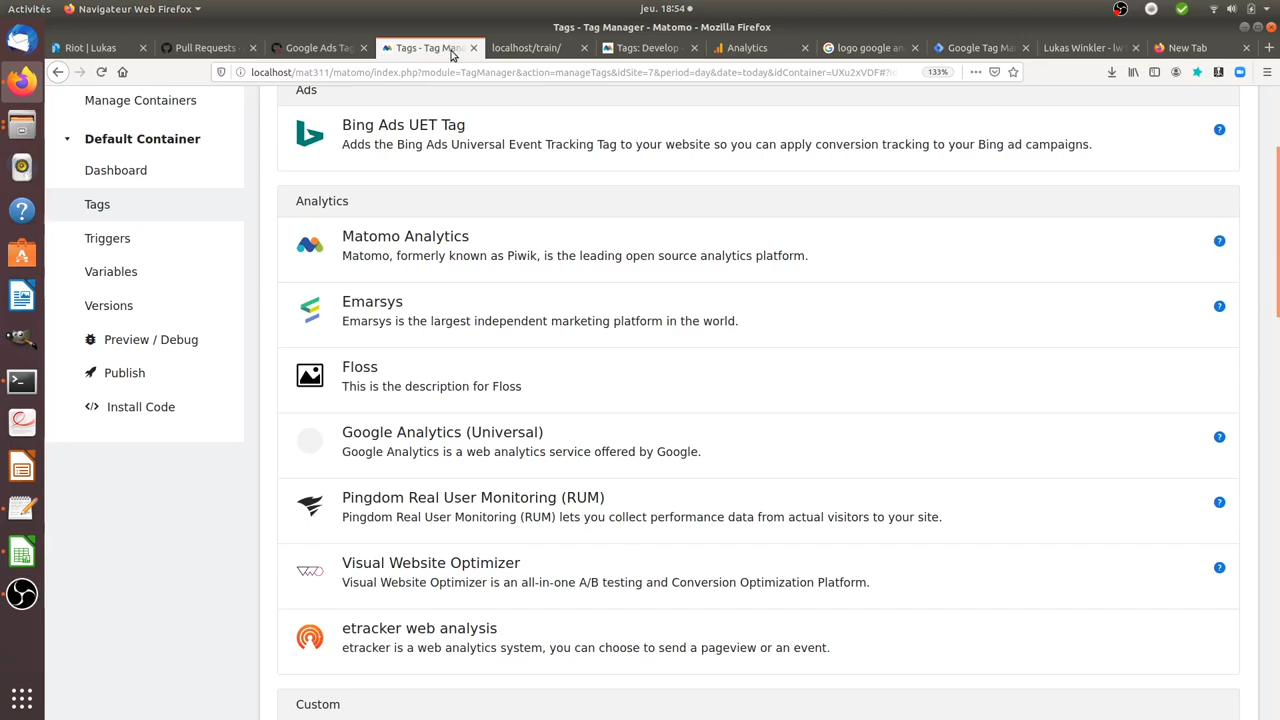 Activités
Navigateur Web Firefox
jeu. 18:54
Tags - Tag Manager - Matomo - Mozilla Firefox
Riot | Lukas
Pull Requests ·
Google Ads Tag
Tags - Tag Mana
localhost/train/
Tags: Develop -
Analytics
logo google an
Google Tag Man
Lukas Winkler - lw
New Tab
localhost/mat311/matomo/index.php?module=TagManager&action=manageTags&idSite=7&period=day&date=today&idContainer=UXu2xVDF#?
133%
Manage Containers
Default Container
Dashboard
Tags
Triggers
Variables
Versions
Preview / Debug
Publish
Install Code
Ads
Bing Ads UET Tag
Adds the Bing Ads Universal Event Tracking Tag to your website so you can apply conversion tracking to your Bing ad campaigns.
Analytics
Matomo Analytics
Matomo, formerly known as Piwik, is the leading open source analytics platform.
Emarsys
Emarsys is the largest independent marketing platform in the world.
Floss
This is the description for Floss
Google Analytics (Universal)
Google Analytics is a web analytics service offered by Google.
Pingdom Real User Monitoring (RUM)
Pingdom Real User Monitoring (RUM) lets you collect performance data from actual visitors to your site.
Visual Website Optimizer
Visual Website Optimizer is an all-in-one A/B testing and Conversion Optimization Platform.
etracker web analysis
etracker is a web analytics system, you can choose to send a pageview or an event.
Custom